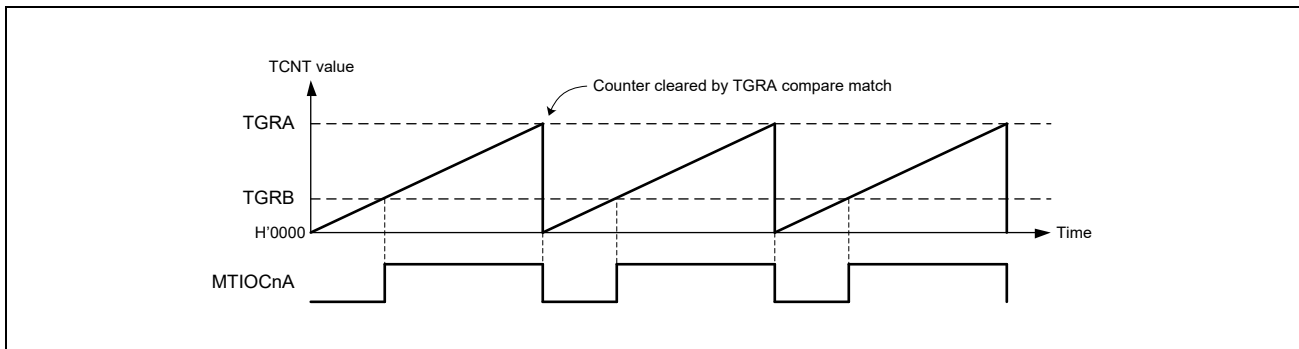 TCNT value
Counter cleared by TGRA compare match
TGRA
TGRB
H'0000
Time
MTIOCnA